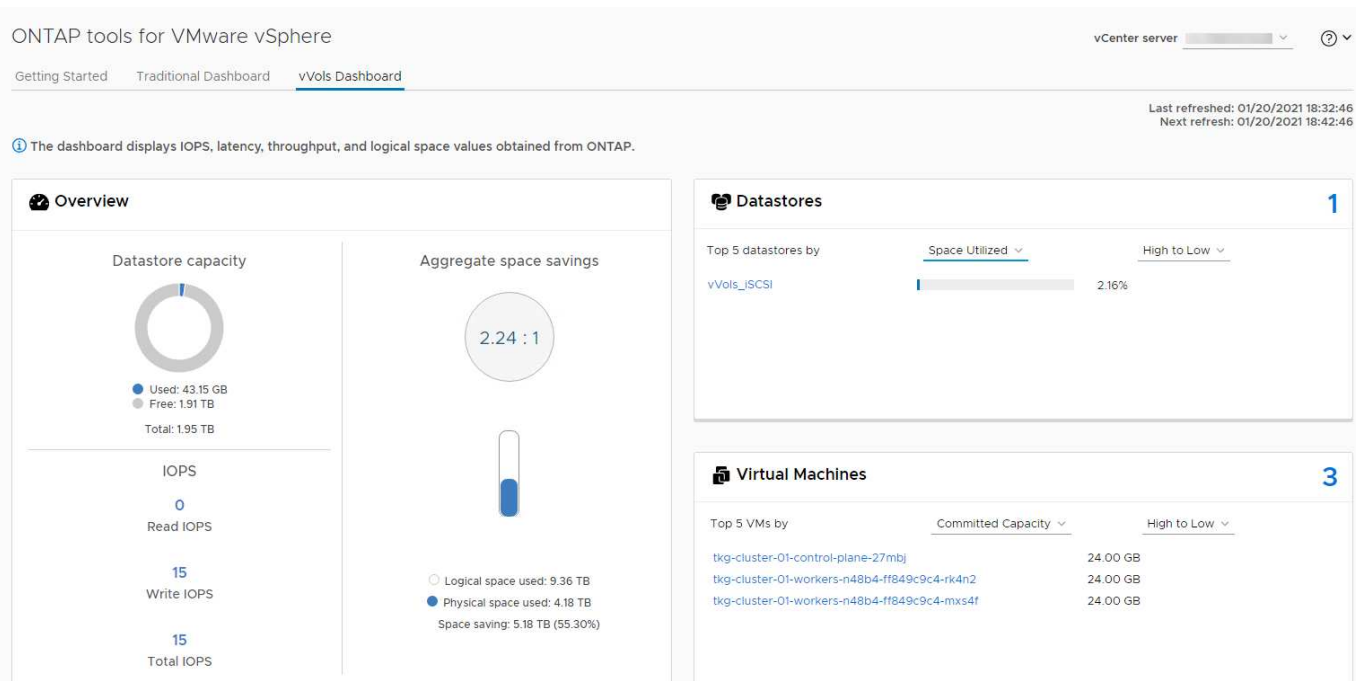 ONTAP tools for VMware vSphere
vCenter server
Getting Started Traditional Dashboard vVols Dashboard
Last refreshed: 01/20/2021 18:32:46
Next refresh: 01/20/2021 18:42:46
The dashboard displays IOPS, latency, throughput, and logical space values obtained from ONTAP.
Overview
Datastore capacity
Used: 43.15 GB
Free: 1.91 TB
Total: 1.95 TB
IOPS
0
Read IOPS
15
Write IOPS
15
Total IOPS
Aggregate space savings
2.24 : 1
Logical space used: 9.36 TB
Physical space used: 4.18 TB
Space saving: 5.18 TB (55.30%)
Datastores 1
Top 5 datastores by Space Utilized High to Low
vVols_iSCSI 2.16%
Virtual Machines 3
Top 5 VMs by Committed Capacity High to Low
tkg-cluster-01-control-plane-27mbj 24.00 GB
tkg-cluster-01-workers-n48b4-ff849c9c4-rk4n2 24.00 GB
tkg-cluster-01-workers-n48b4-ff849c9c4-mxs4f 24.00 GB